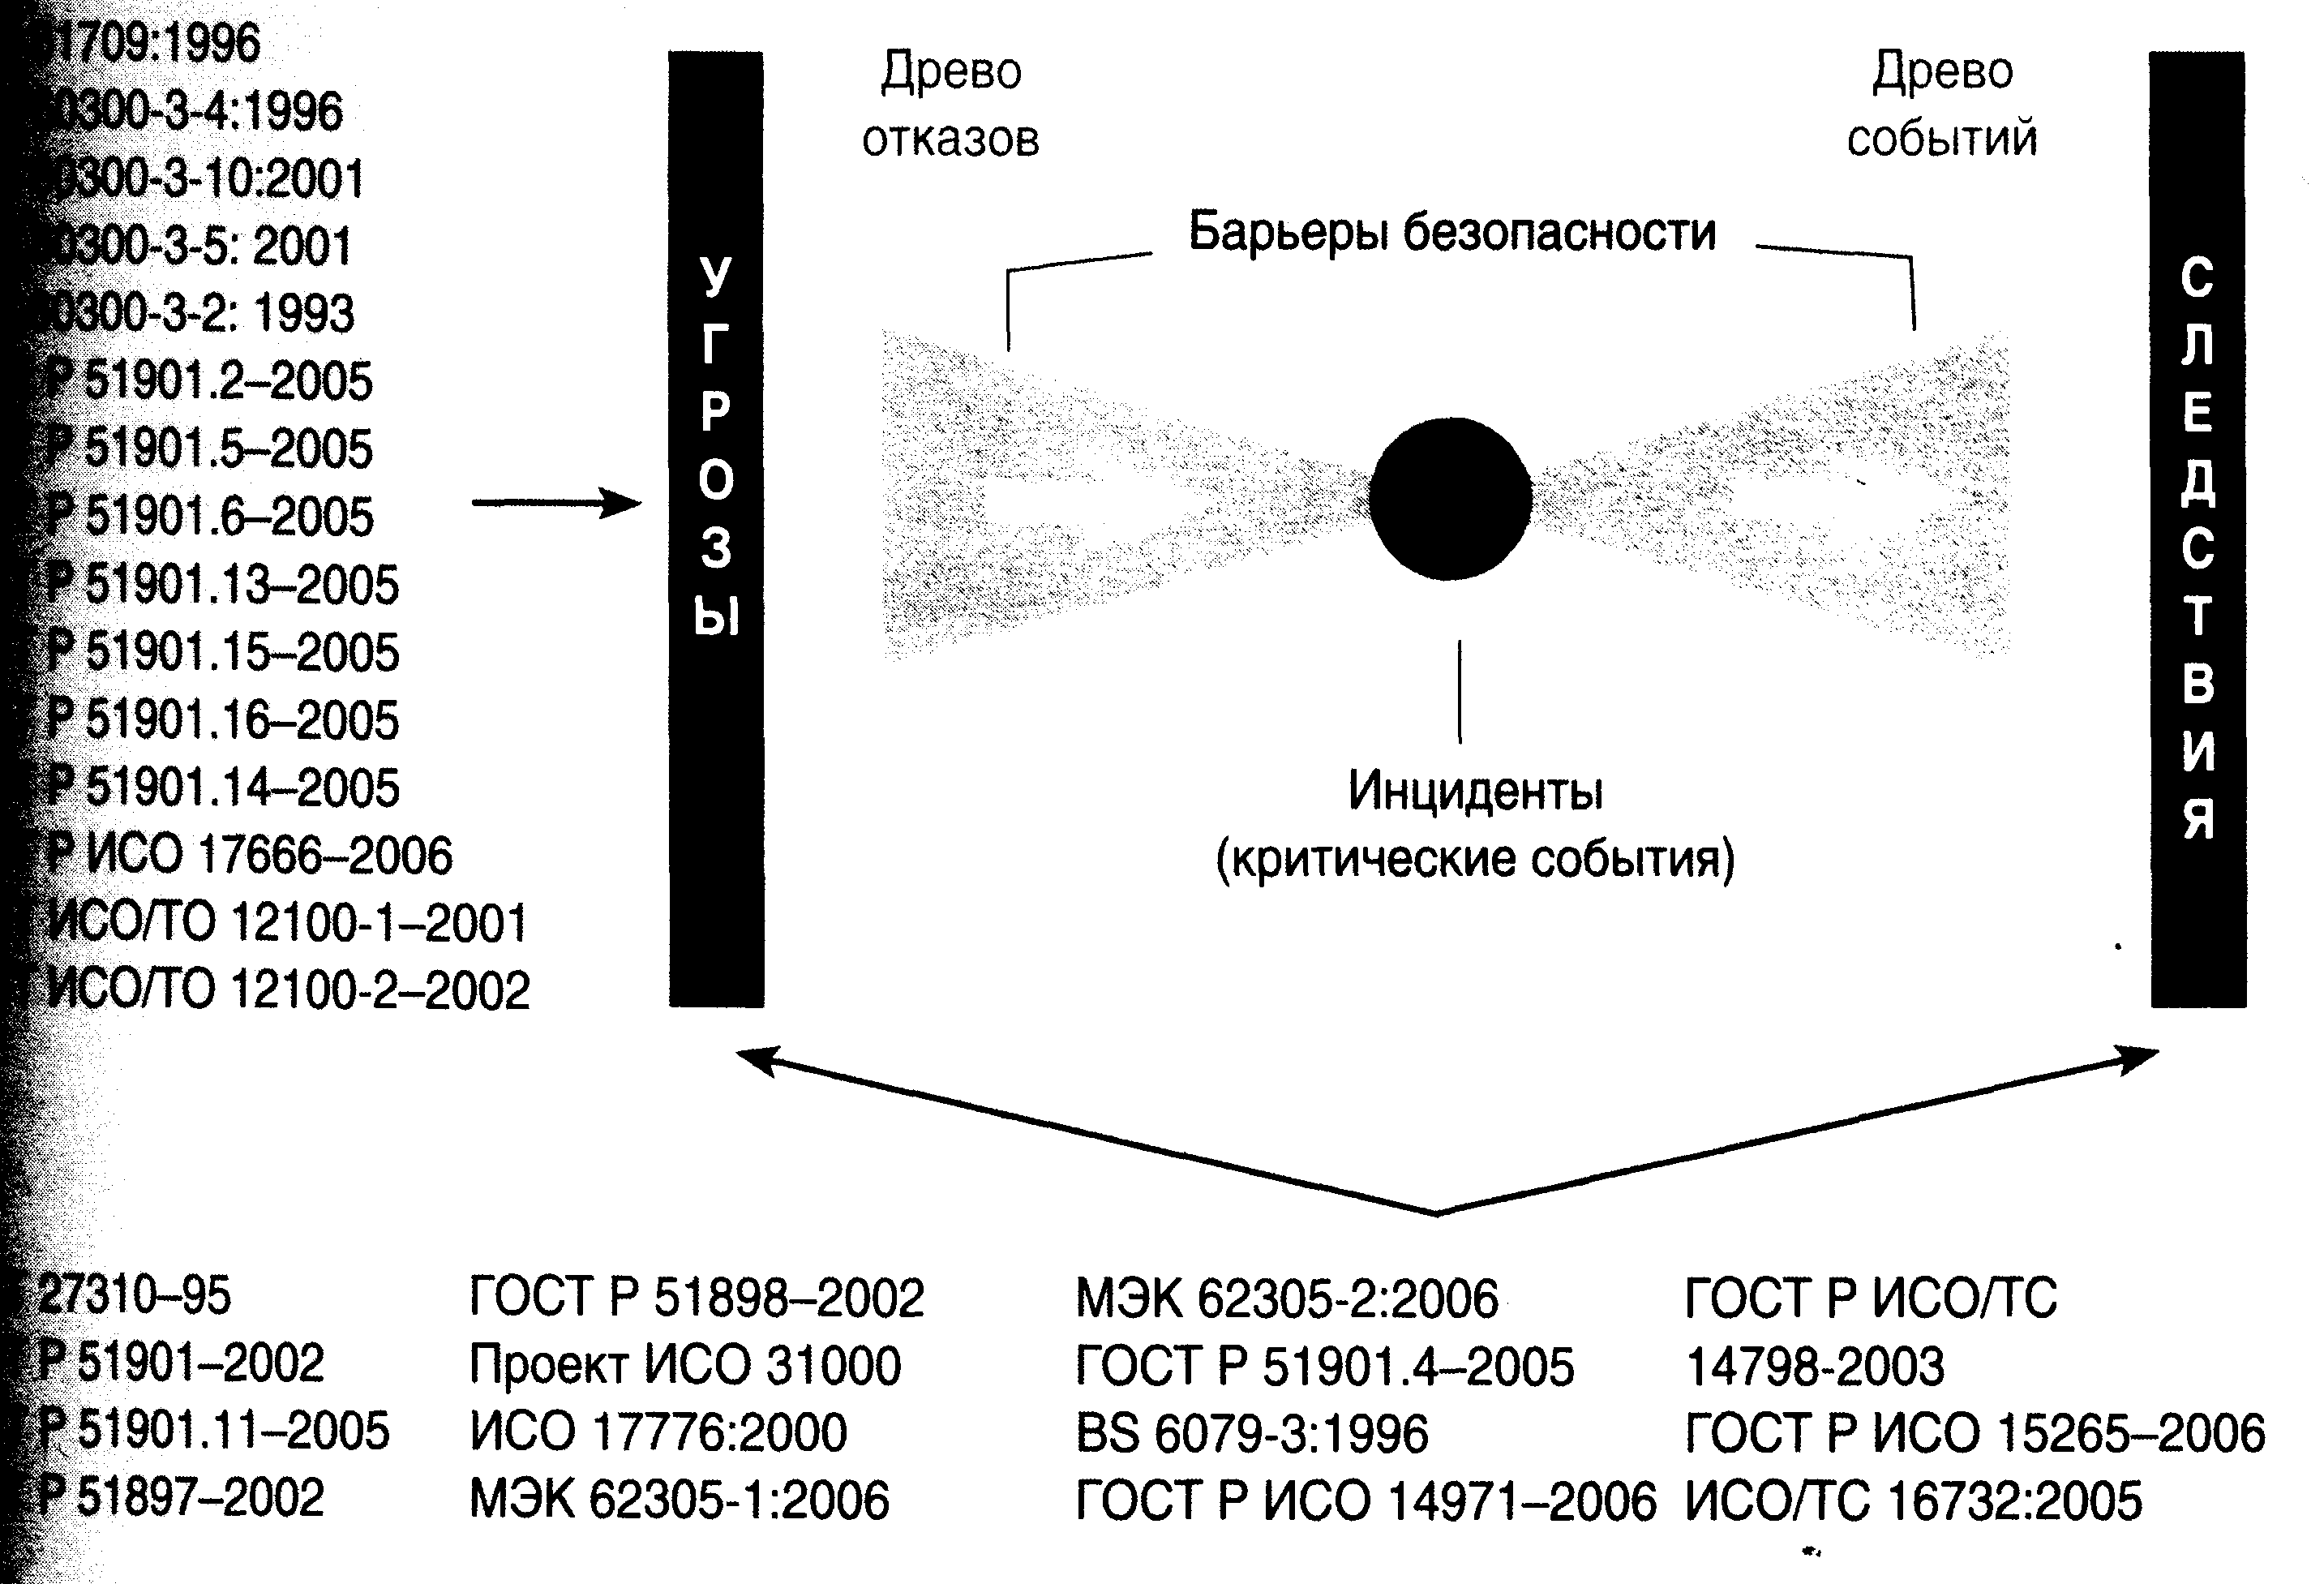 1709:1996
0300-3-4:1996
0300-3-10:2001
0300-3-5: 2001
0300-3-2: 1993
Р 51901.2–2005
Р 51901.5–2005
Р 51901.6–2005
Р 51901.13–2005
Р 51901.15–2005
Р 51901.16–2005
Р 51901.14–2005
Р ИСО 17666–2006
ИСО/ТО 12100-1–2001
ИСО/ТО 12100-2–2002
УГРОЗЫ
Древо
отказов
Древо
событий
Барьеры безопасности
Инциденты
(критические события)
СЛЕДСТВИЯ
27310–95
Р 51901–2002
Р 51901.11–2005
Р 51897–2002
ГОСТ Р 51898–2002
Проект ИСО 31000
ИСО 17776:2000
МЭК 62305-1:2006
МЭК 62305-2:2006
ГОСТ Р 51901.4–2005
BS 6079-3:1996
ГОСТ Р ИСО 14971–2006
ГОСТ Р ИСО/ТС
14798-2003
ГОСТ Р ИСО 15265–2006
ИСО/ТС 16732:2005